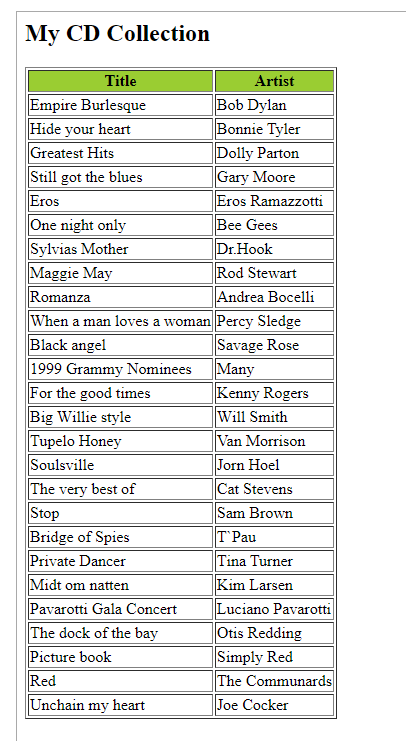 My CD Collection
Title Artist
Empire Burlesque Bob Dylan
Hide your heart Bonnie Tyler
Greatest Hits Dolly Parton
Still got the blues Gary Moore
Eros Eros Ramazzotti
One night only Bee Gees
Sylvias Mother Dr.Hook
Maggie May Rod Stewart
Romanza Andrea Bocelli
When a man loves a woman Percy Sledge
Black angel Savage Rose
1999 Grammy Nominees Many
For the good times Kenny Rogers
Big Willie style Will Smith
Tupelo Honey Van Morrison
Soulsville Jorn Hoel
The very best of Cat Stevens
Stop Sam Brown
Bridge of Spies T`Pau
Private Dancer Tina Turner
Midt om natten Kim Larsen
Pavarotti Gala Concert Luciano Pavarotti
The dock of the bay Otis Redding
Picture book Simply Red
Red The Communards
Unchain my heart Joe Cocker